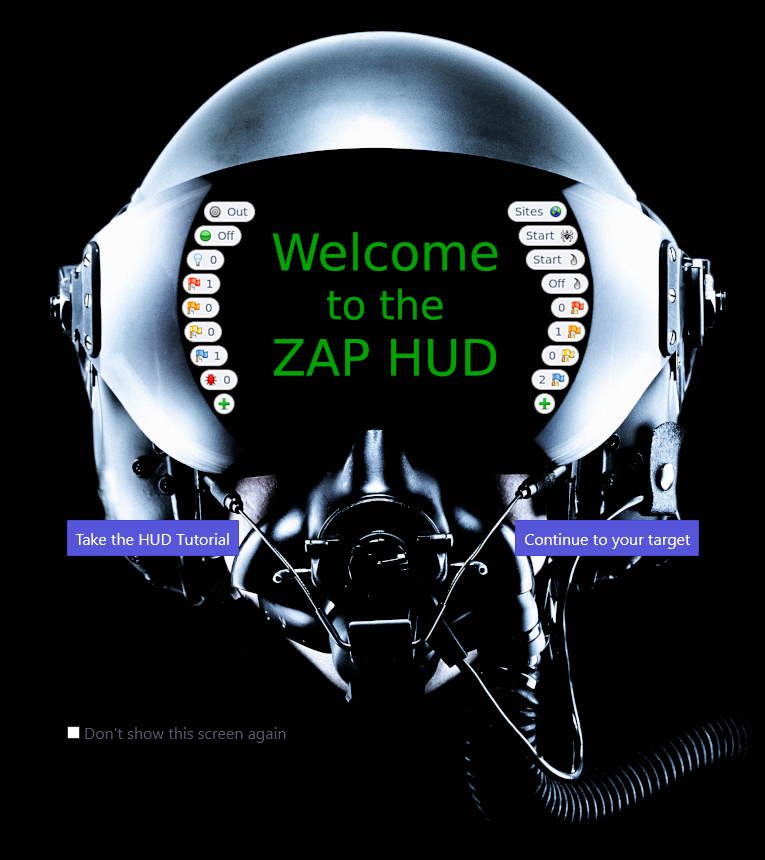 Out
Off
0
1
0
0
1
0
Welcome
to the
ZAP HUD
Sites
Start
Start
Off
0
1
0
2
Take the HUD Tutorial
Continue to your target
Don't show this screen again